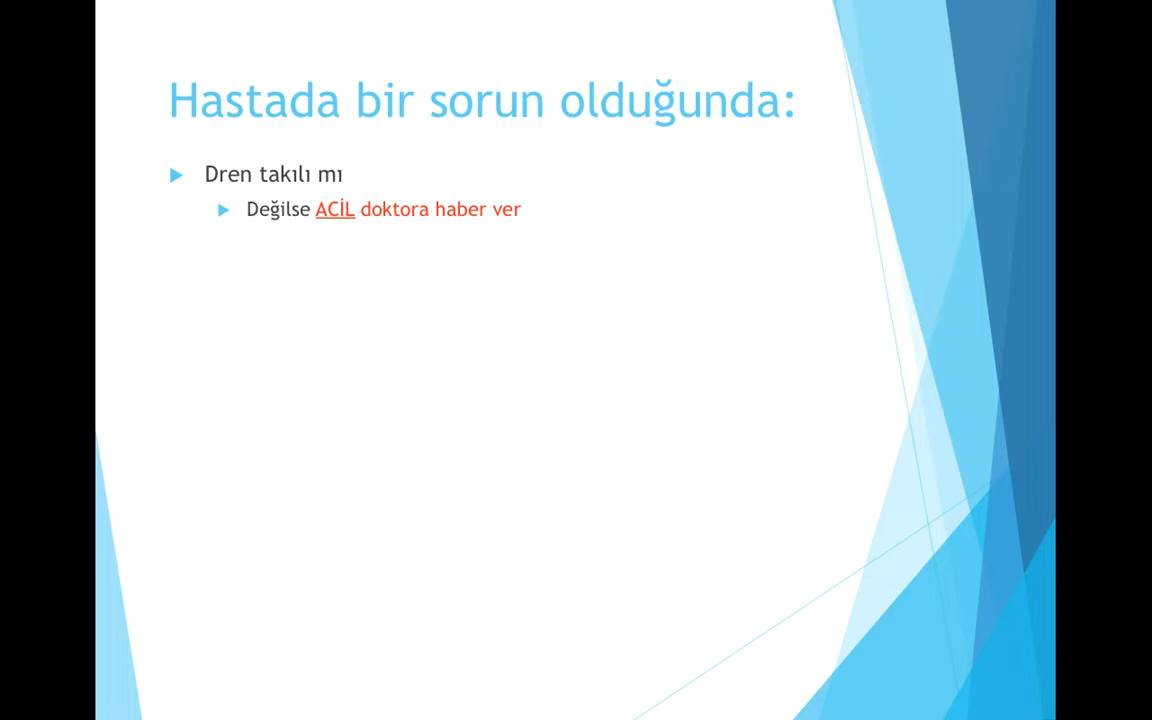 Hastada bir sorun olduğunda:
Dren takılı mı
Değilse ACİL doktora haber ver